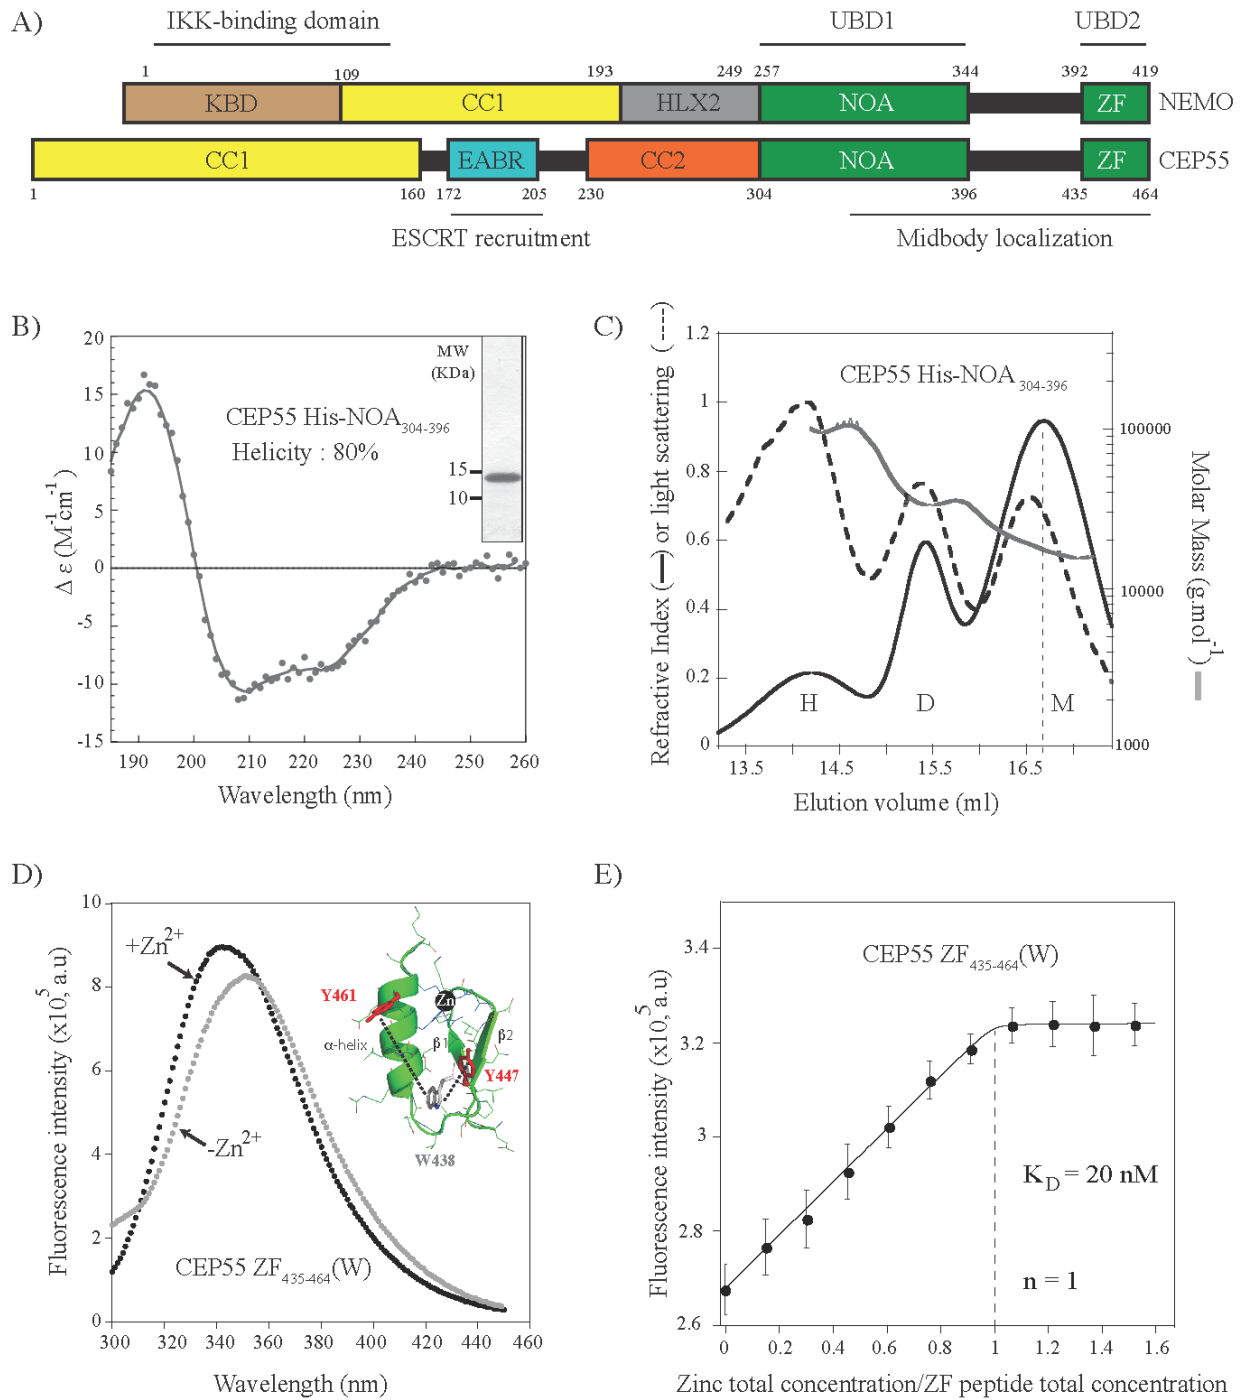 A)
IKK-binding domain UBD1 UBD2
1 109 193 249 257 344 392 419
KBD CC1 HLX2 NOA ZF NEMO
CC1 EABR CC2 NOA ZF CEP55
1 160 172 205 230 304 396 435 464
ESCRT recruitment Midbody localization
B)
20
15
10
5
0
-5
-10
-15
Δ ε (M⁻¹cm⁻¹)
MW
(KDa)
15
10
CEP55 His-NOA₃₀₄₋₃₉₆
Helicity : 80%
190 200 210 220 230 240 250 260
Wavelength (nm)
C)
Refractive Index (—) or light scattering (---)
1.2
1
0.8
0.6
0.4
0.2
0
CEP55 His-NOA₃₀₄₋₃₉₆
H D M
100000
10000
1000
Molar Mass (g.mol⁻¹)
13.5 14.5 15.5 16.5
Elution volume (ml)
D)
Fluorescence intensity (x10⁵, a.u)
10
8
6
4
2
0
+Zn²⁺
-Zn²⁺
Y461
Zn
α-helix
β1
β2
Y447
W438
CEP55 ZF₄₃₅₋₄₆₄(W)
300 320 340 360 380 400 420 440 460
Wavelength (nm)
E)
Fluorescence intensity (x10⁵, a.u)
3.4
3.2
3
2.8
2.6
CEP55 ZF₄₃₅₋₄₆₄(W)
K_D = 20 nM
n = 1
0 0.2 0.4 0.6 0.8 1 1.2 1.4 1.6
Zinc total concentration/ZF peptide total concentration